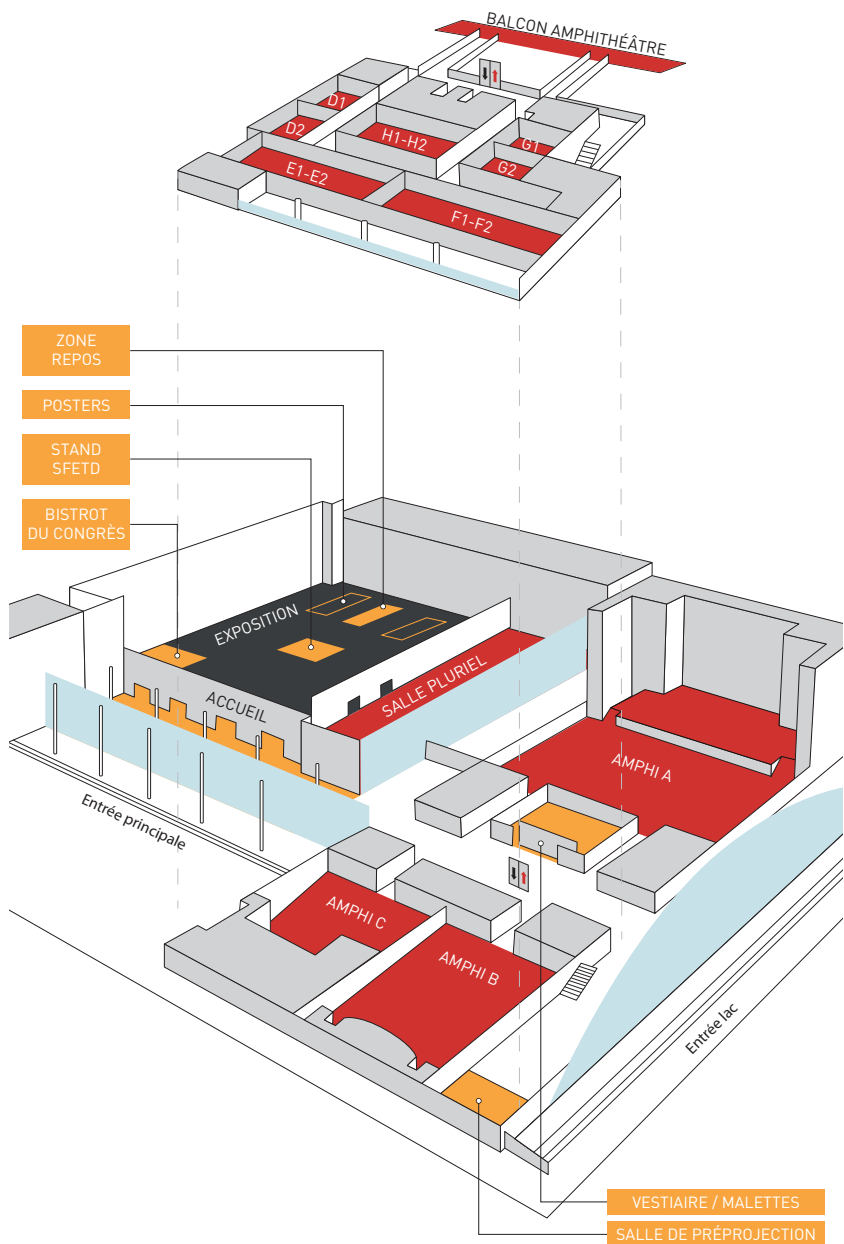 BALCON AMPHITHÉÂTRE
D1
D2
H1-H2
G1
G2
E1-E2
F1-F2
ZONE
REPOS
POSTERS
STAND
SFETD
BISTROT
DU CONGRÈS
EXPOSITION
ACCUEIL
SALLE PLURIEL
AMPHI A
Entrée principale
AMPHI C
AMPHI B
Entrée lac
VESTIAIRE / MALETTES
SALLE DE PRÉPROJECTION